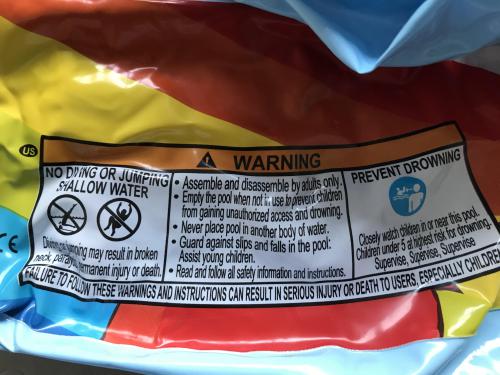 US
WARNING
NO DIVING OR JUMPING
SHALLOW WATER
Diving or jumping may result in broken
neck, paralysis, permanent injury or death.
• Assemble and disassemble by adults only.
• Empty the pool when not in use to prevent children
from gaining unauthorized access and drowning.
• Never place pool in another body of water.
• Guard against slips and falls in the pool:
Assist young children.
• Read and follow all safety information and instructions.
PREVENT DROWNING
Closely watch children in or near this pool.
Children under 5 at highest risk for drowning.
Supervise, Supervise, Supervise
FAILURE TO FOLLOW THESE WARNINGS AND INSTRUCTIONS CAN RESULT IN SERIOUS INJURY OR DEATH TO USERS, ESPECIALLY CHILDREN
CE